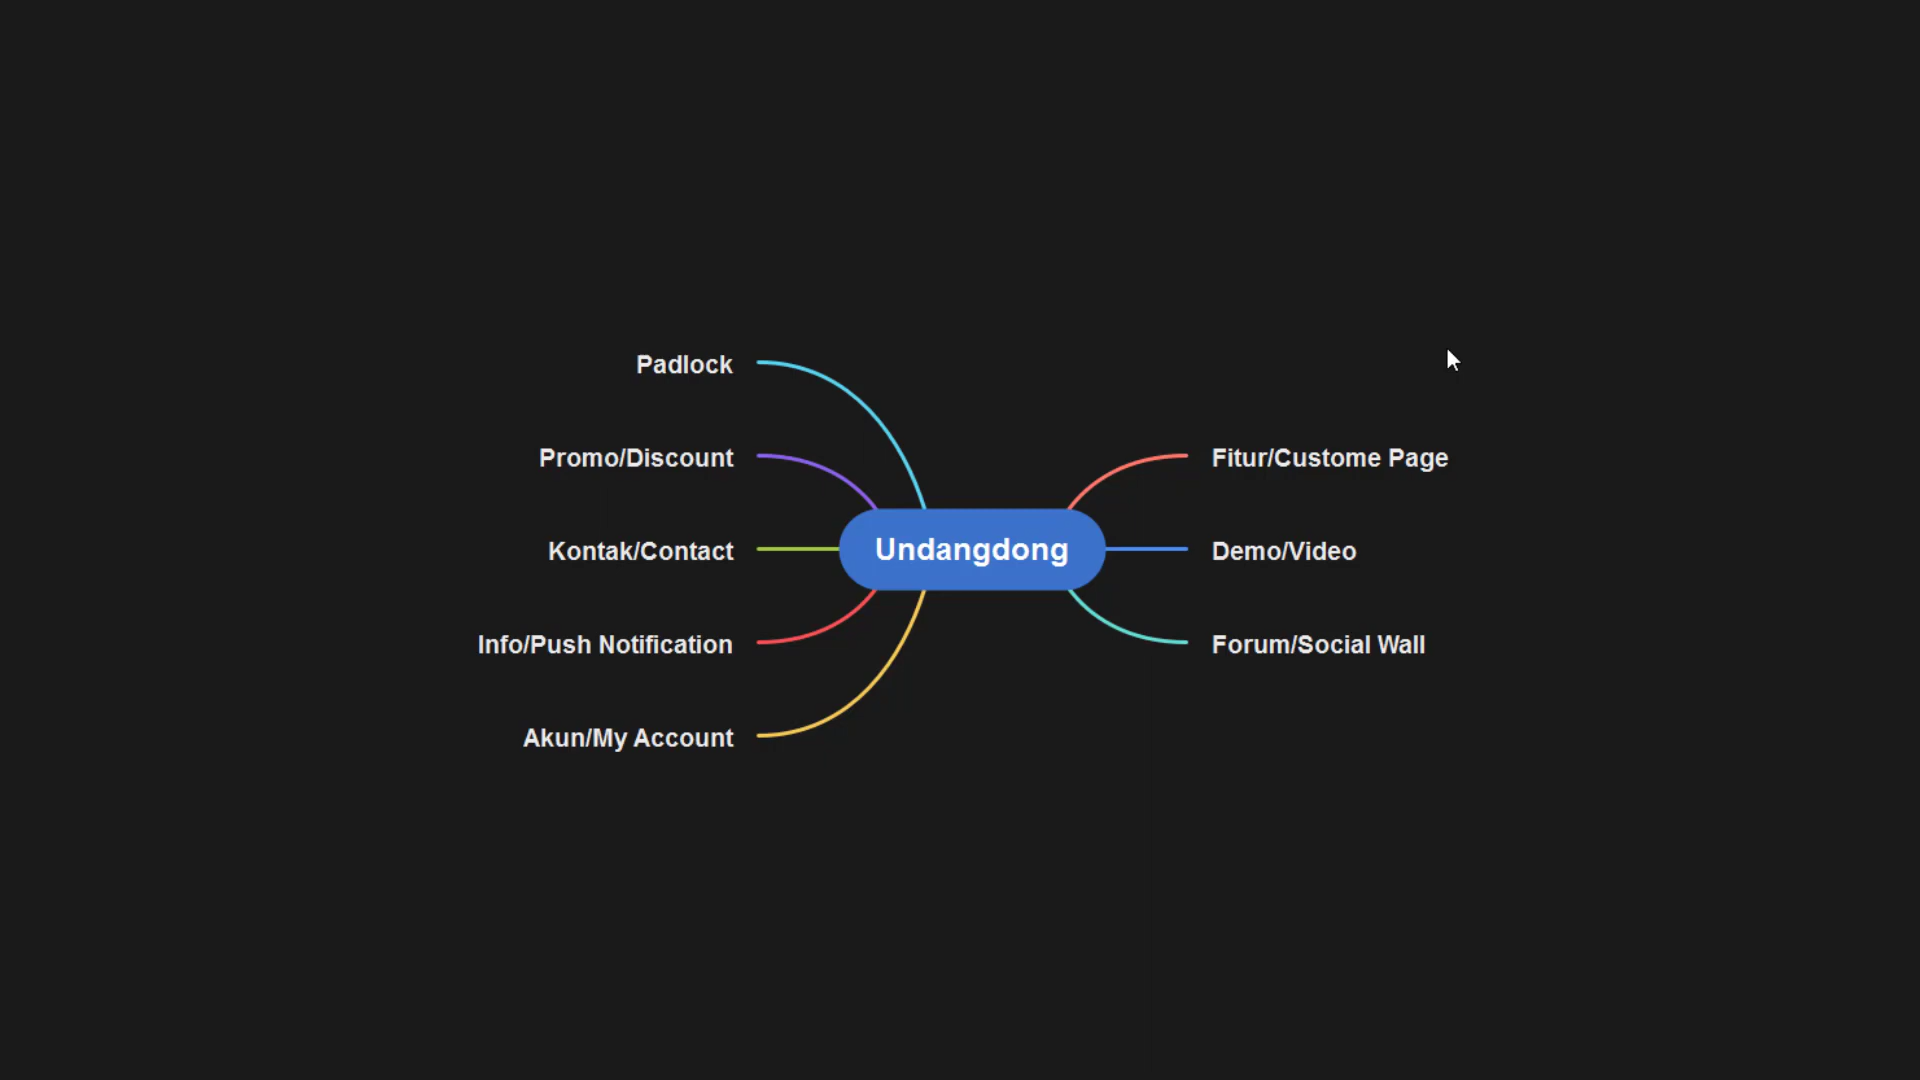 Padlock
Promo/Discount
Fitur/Custome Page
Kontak/Contact
Undangdong
Demo/Video
Info/Push Notification
Forum/Social Wall
Akun/My Account